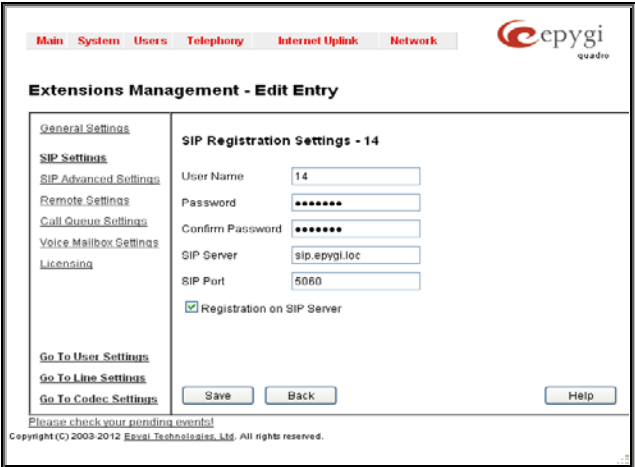 Main System Users Telephony Internet Uplink Network
epygi
quadro
Extensions Management - Edit Entry
General Settings
SIP Settings
SIP Advanced Settings
Remote Settings
Call Queue Settings
Voice Mailbox Settings
Licensing
Go To User Settings
Go To Line Settings
Go To Codec Settings
SIP Registration Settings - 14
User Name 14
Password •••••••
Confirm Password •••••••
SIP Server sip.epygi.loc
SIP Port 5060
Registration on SIP Server
Save Back Help
Please check your pending events!
Copyright (C) 2003-2012 Epygi Technologies, Ltd. All rights reserved.